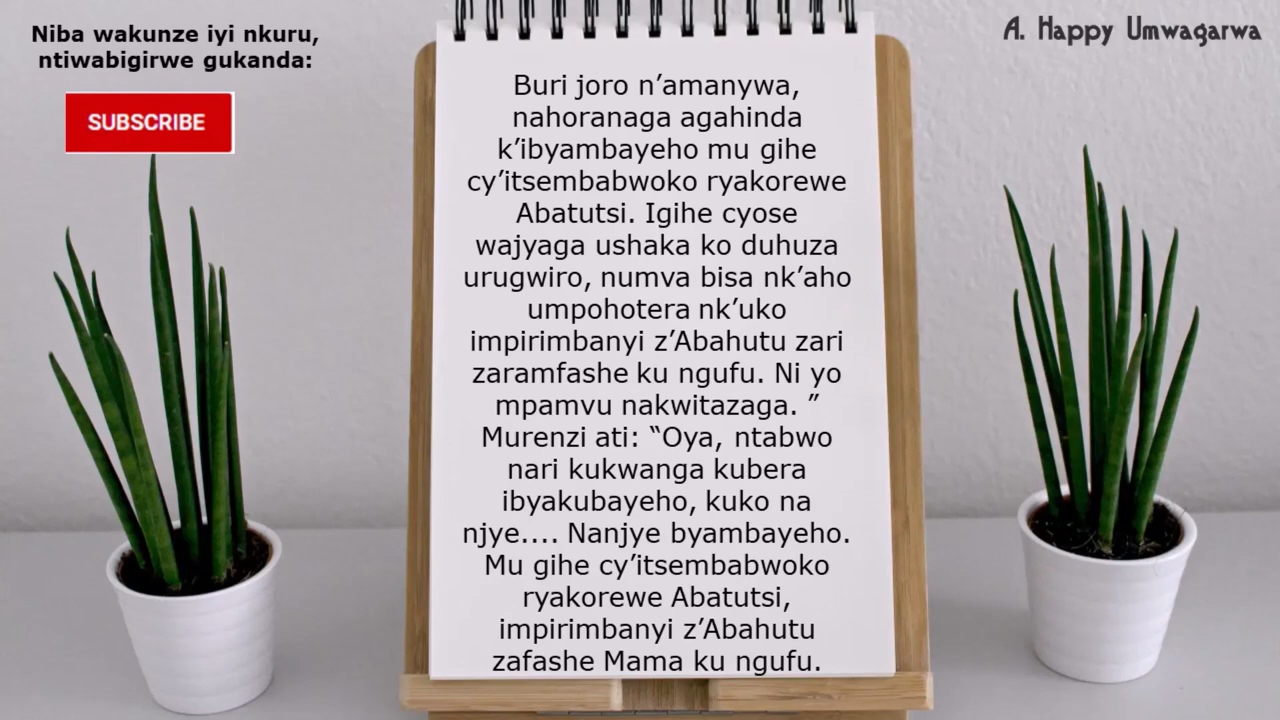 Niba wakunze iyi nkuru,
ntiwabigirwe gukanda:
SUBSCRIBE
A. Happy Umwagarwa
Buri joro n’amanywa,
nahoranaga agahinda
k’ibyambayeho mu gihe
cy’itsembabwoko ryakorewe
Abatutsi. Igihe cyose
wajyaga ushaka ko duhuza
urugwiro, numva bisa nk’aho
umpohotera nk’uko
impirimbanyi z’Abahutu zari
zaramfashe ku ngufu. Ni yo
mpamvu nakwitazaga. ”
Murenzi ati: “Oya, ntabwo
nari kukwanga kubera
ibyakubayeho, kuko na
njye.... Nanjye byambayeho.
Mu gihe cy’itsembabwoko
ryakorewe Abatutsi,
impirimbanyi z’Abahutu
zafashe Mama ku ngufu.